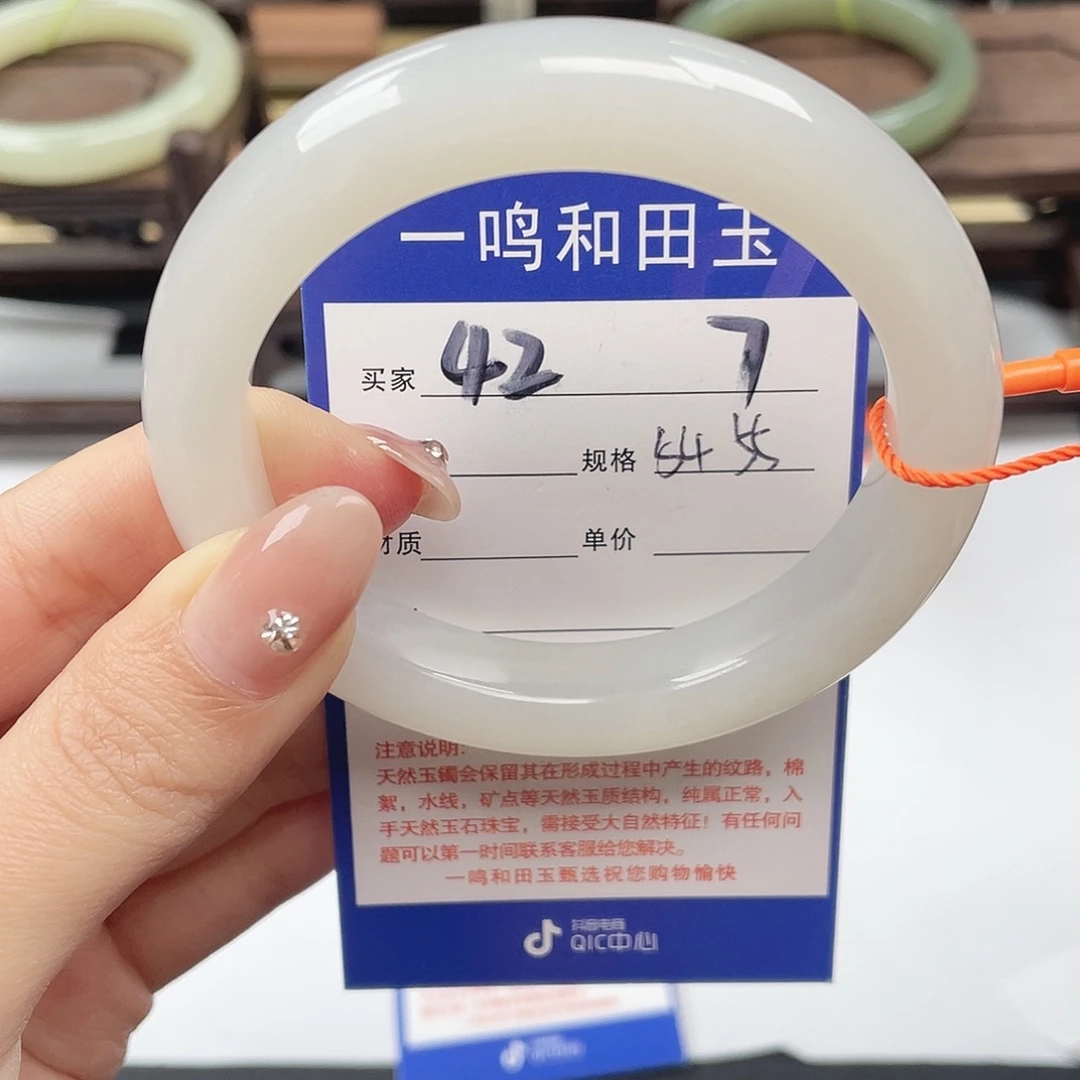 一鸣和田玉
买家 42 7
规格 54 55
材质 单价
注意说明:
天然玉镯会保留其在形成过程中产生的纹路，棉
絮，水线，矿点等天然玉质结构，纯属正常，入
手天然玉石珠宝，需接受大自然特征！有任何问
题可以第一时间联系客服给您解决。
一鸣和田玉甄选祝您购物愉快
抖音电商
QIC中心